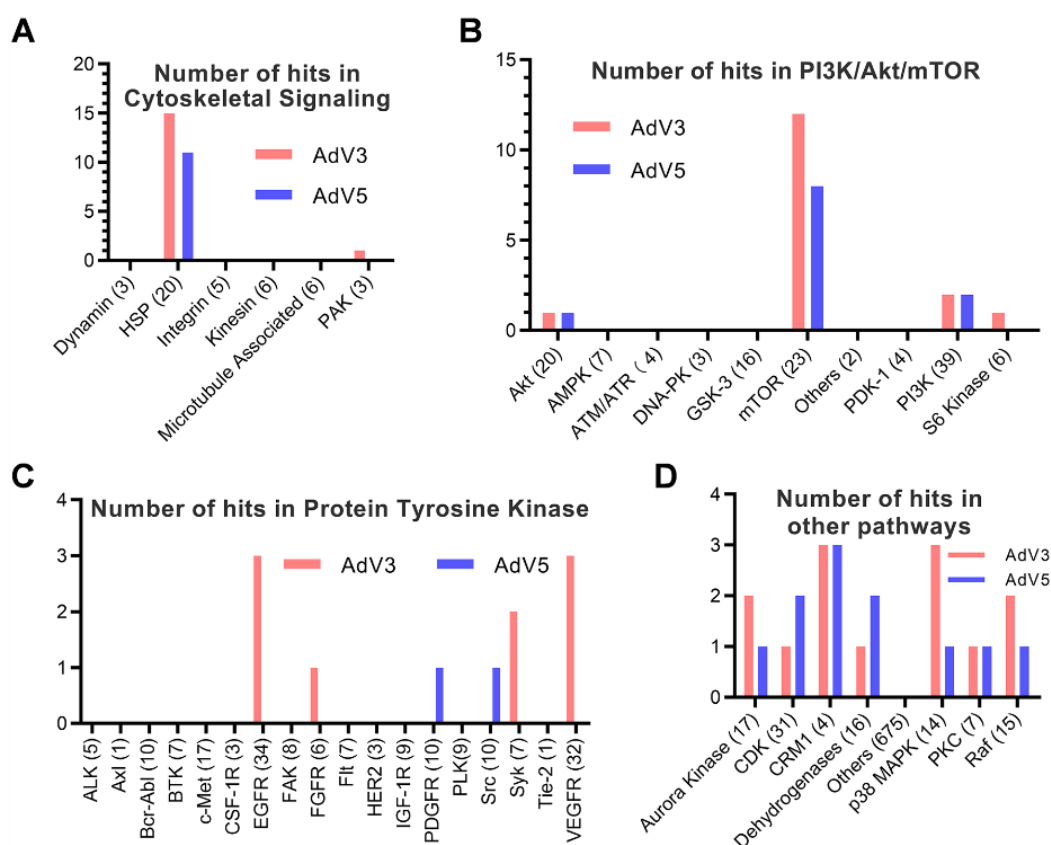 A
Number of hits in
Cytoskeletal Signaling
20
15
10
5
0
AdV3
AdV5
Dynamin (3)
HSP (20)
Integrin (5)
Kinesin (6)
Microtubule Associated (6)
PAK (3)
B
Number of hits in PI3K/Akt/mTOR
15
10
5
0
AdV3
AdV5
Akt (20)
AMPK (7)
ATM/ATR ( 4)
DNA-PK (3)
GSK-3 (16)
mTOR (23)
Others (2)
PDK-1 (4)
PI3K (39)
S6 Kinase (6)
C
Number of hits in Protein Tyrosine Kinase
4
3
2
1
0
AdV3
AdV5
ALK (5)
Axl (1)
Bcr-Abl (10)
BTK (7)
c-Met (17)
CSF-1R (3)
EGFR (34)
FAK (8)
FGFR (6)
Flt (7)
HER2 (3)
IGF-1R (9)
PDGFR (10)
PLK(9)
Src (10)
Syk (7)
Tie-2 (1)
VEGFR (32)
D
Number of hits in
other pathways
4
3
2
1
0
AdV3
AdV5
Aurora Kinase (17)
CDK (31)
CRM1 (4)
Dehydrogenases (16)
Others (675)
p38 MAPK (14)
PKC (7)
Raf (15)